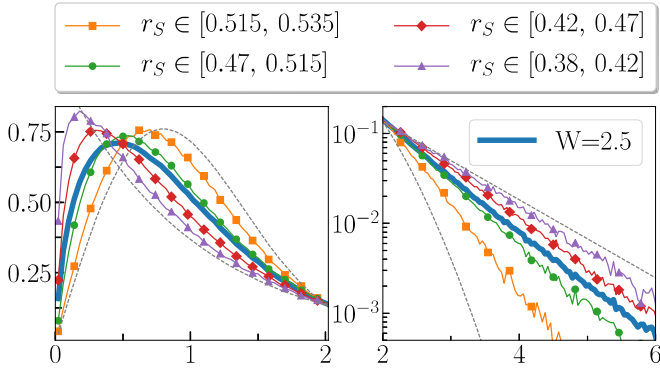 r_S ∈ [0.515, 0.535]
r_S ∈ [0.42, 0.47]
r_S ∈ [0.47, 0.515]
r_S ∈ [0.38, 0.42]
0.75
0.50
0.25
0
1
2
10^{-1}
10^{-2}
10^{-3}
W=2.5
2
4
6